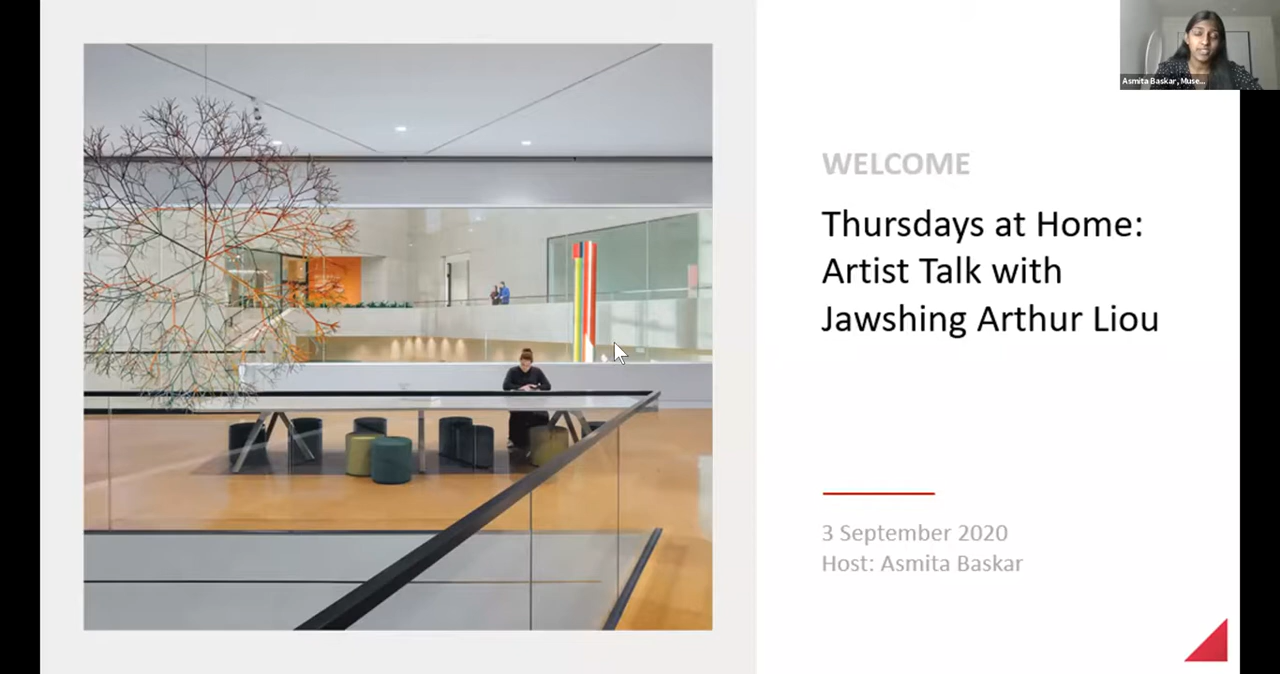 Asmita Baskar, Muse...
WELCOME
Thursdays at Home:
Artist Talk with
Jawshing Arthur Liou
3 September 2020
Host: Asmita Baskar